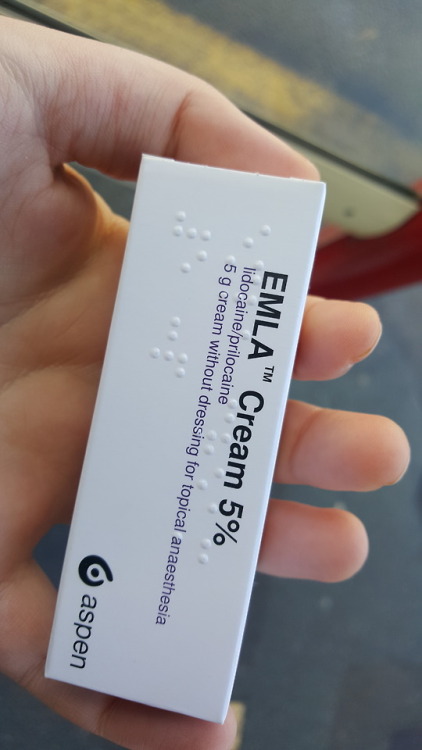 EMLA™ Cream 5%
lidocaine/prilocaine
5 g cream without dressing for topical anaesthesia
aspen